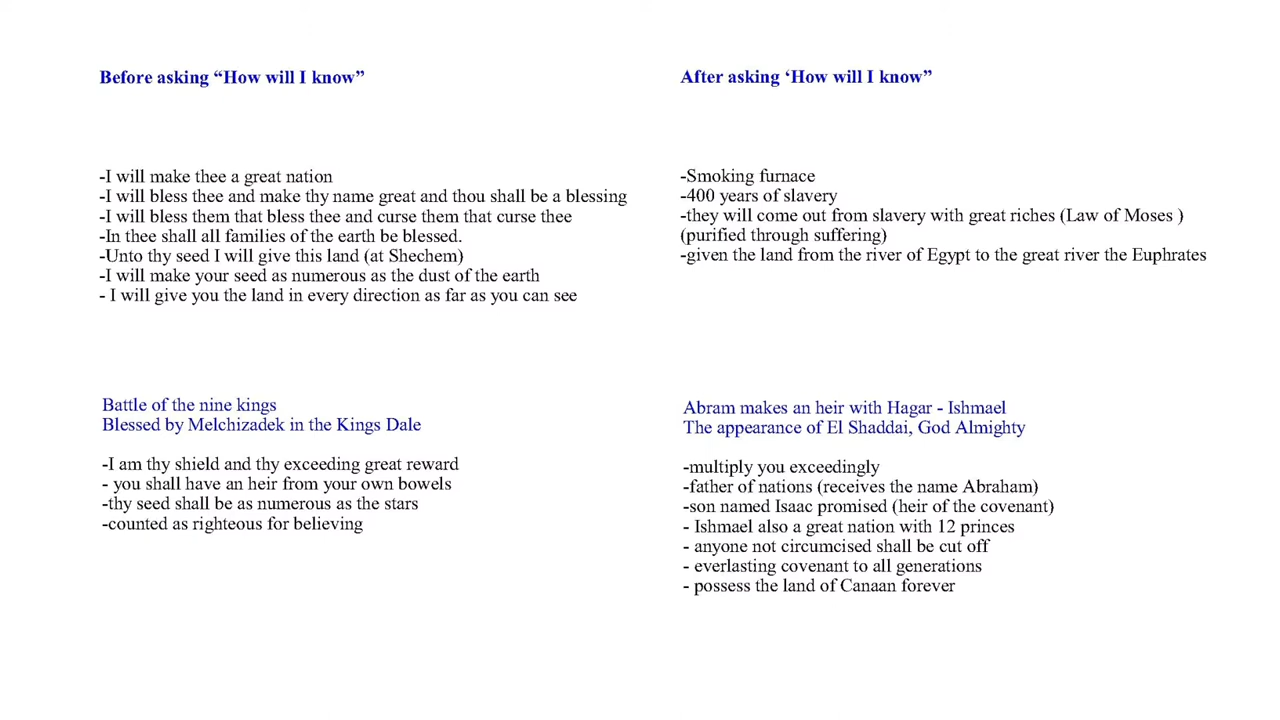 Before asking “How will I know”
-I will make thee a great nation
-I will bless thee and make thy name great and thou shall be a blessing
-I will bless them that bless thee and curse them that curse thee
-In thee shall all families of the earth be blessed.
-Unto thy seed I will give this land (at Shechem)
-I will make your seed as numerous as the dust of the earth
- I will give you the land in every direction as far as you can see
Battle of the nine kings
Blessed by Melchizadek in the Kings Dale
-I am thy shield and thy exceeding great reward
- you shall have an heir from your own bowels
-thy seed shall be as numerous as the stars
-counted as righteous for believing
After asking ‘How will I know”
-Smoking furnace
-400 years of slavery
-they will come out from slavery with great riches (Law of Moses )
(purified through suffering)
-given the land from the river of Egypt to the great river the Euphrates
Abram makes an heir with Hagar - Ishmael
The appearance of El Shaddai, God Almighty
-multiply you exceedingly
-father of nations (receives the name Abraham)
-son named Isaac promised (heir of the covenant)
- Ishmael also a great nation with 12 princes
- anyone not circumcised shall be cut off
- everlasting covenant to all generations
- possess the land of Canaan forever